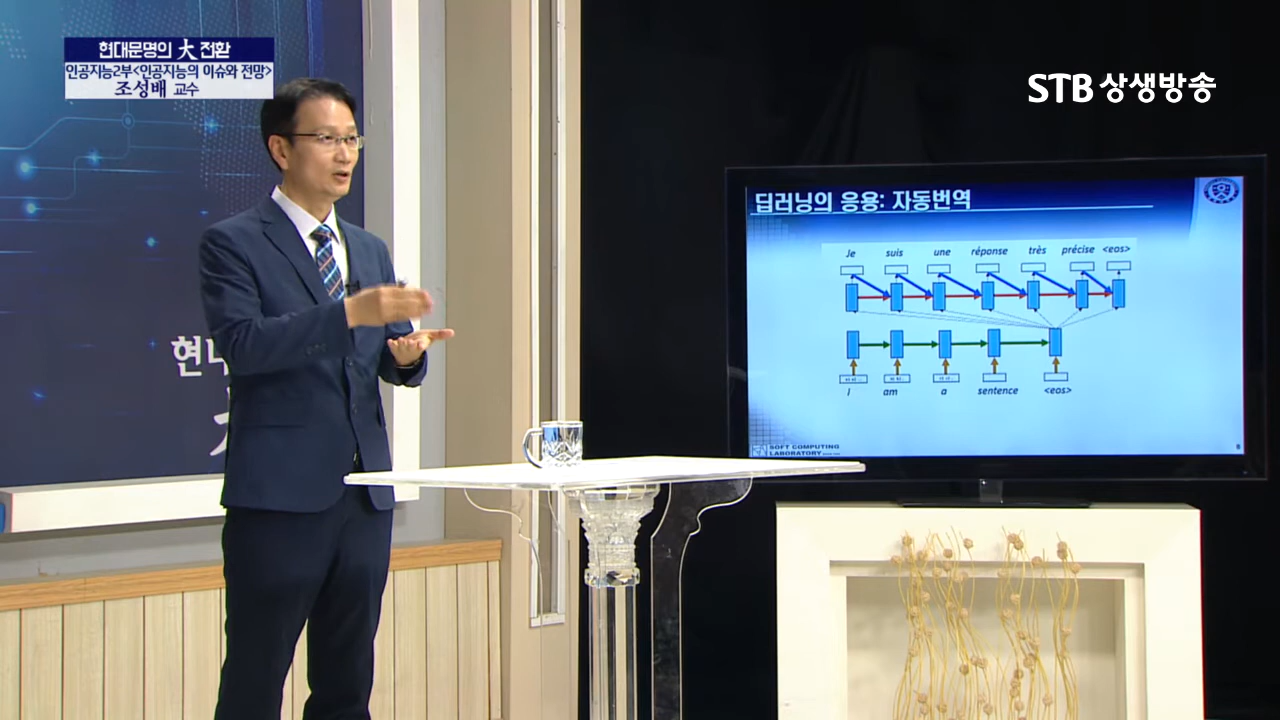 현대문명의 大 전환
인공지능2부<인공지능의 이슈와 전망>
조성배 교수
STB 상생방송
현대
딥러닝의 응용: 자동번역
Je suis une réponse très précise <eos>
I am a sentence <eos>
SOFT COMPUTING
LABORATORY
8